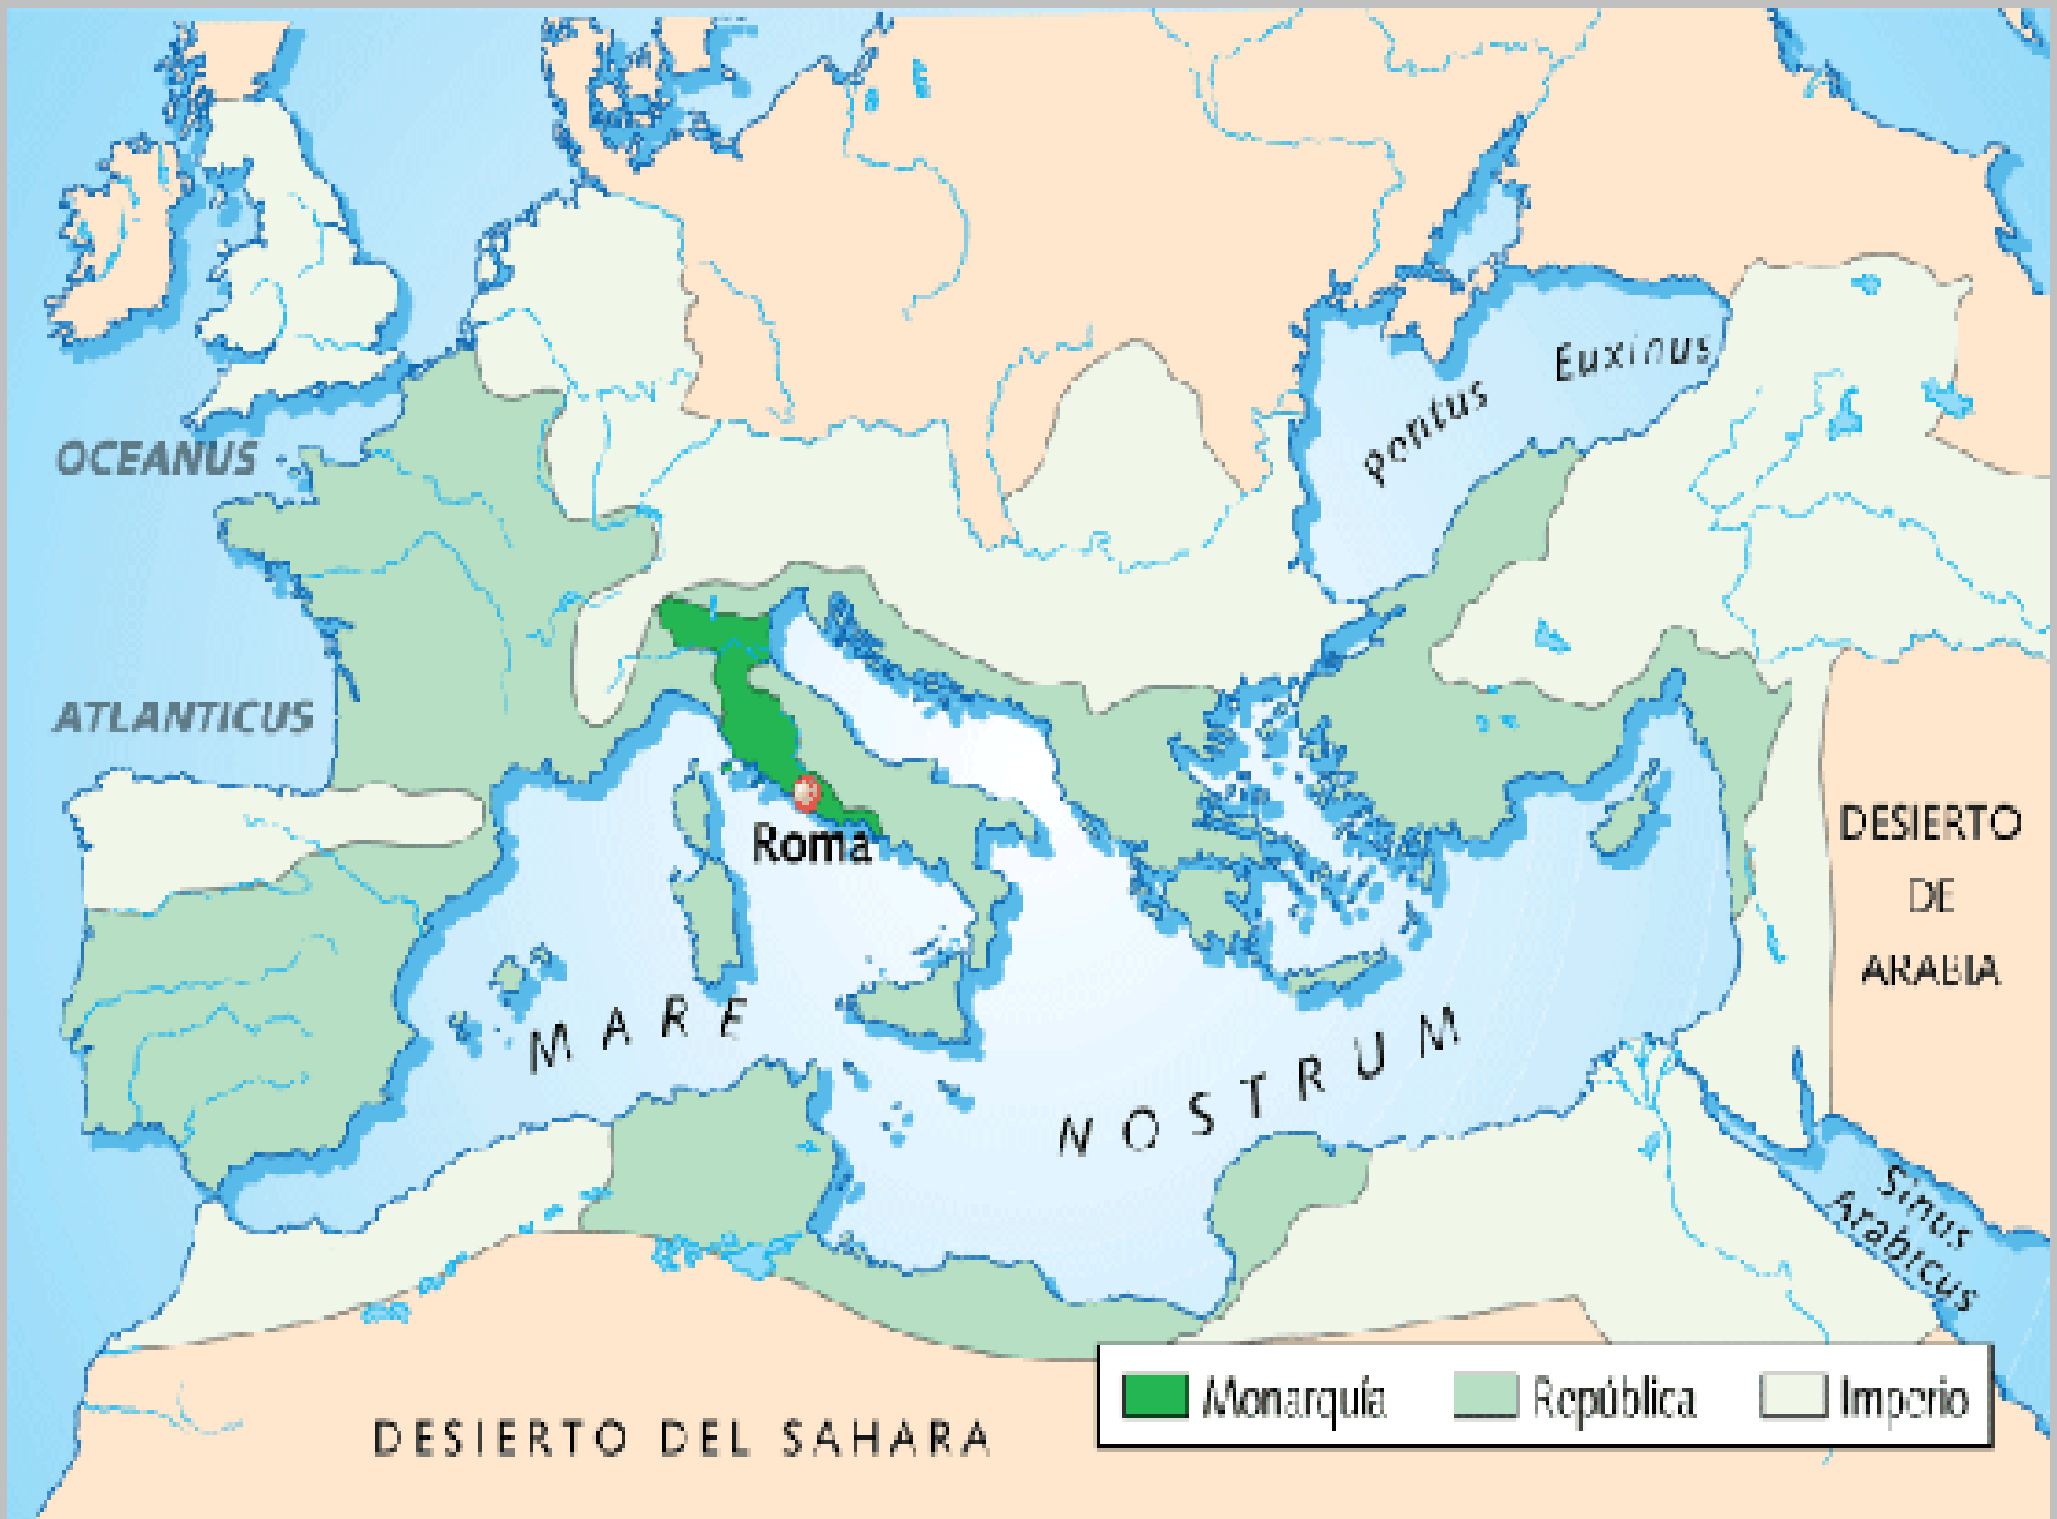 Pontus Euxinus
OCEANUS
ATLANTICUS
Roma
DESIERTO
DE
ARABIA
MARE
NOSTRUM
Sinus
Arabicus
Monarquía
República
Imperio
DESIERTO DEL SAHARA